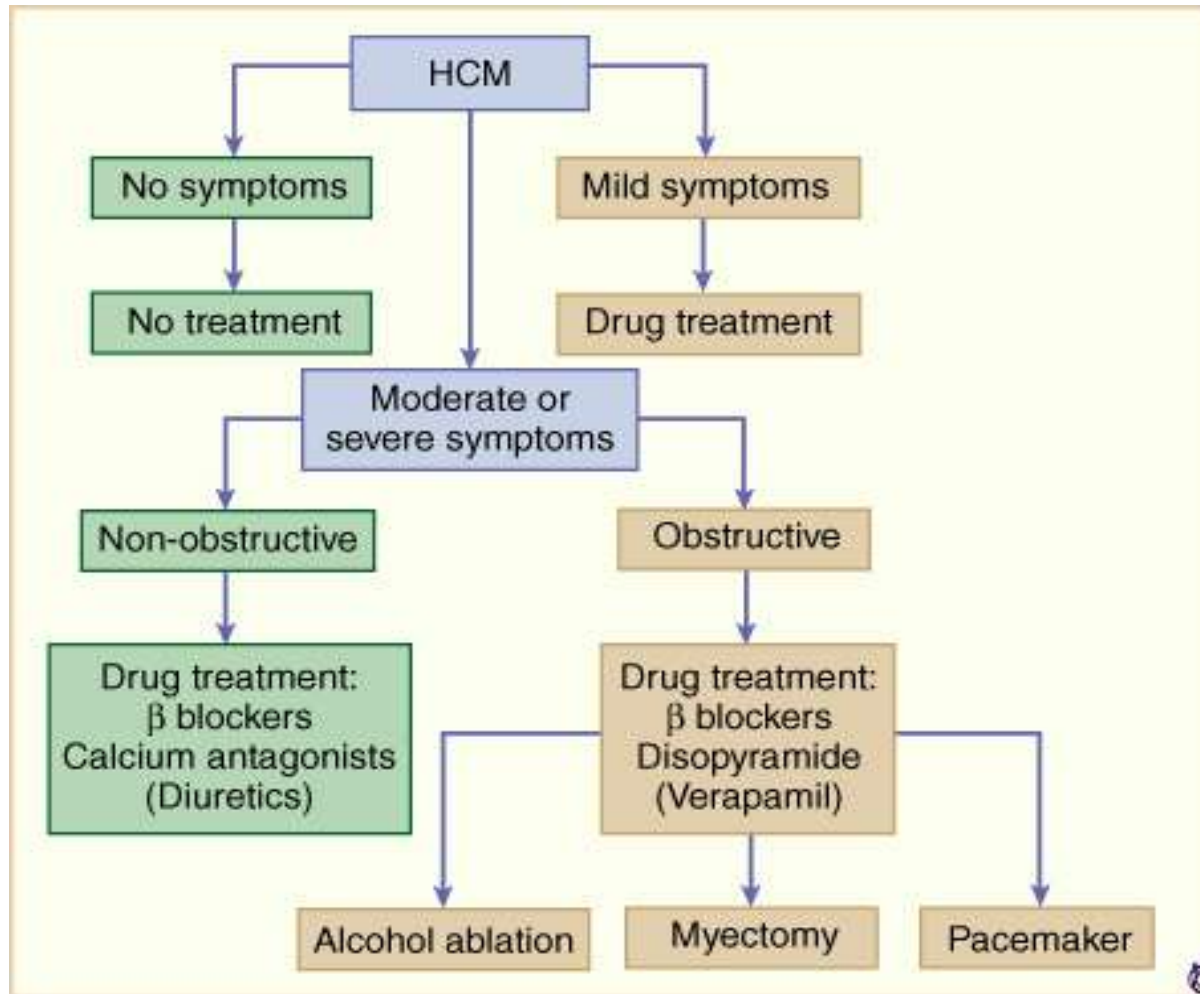 HCM
No symptoms
Mild symptoms
No treatment
Drug treatment
Moderate or
severe symptoms
Non-obstructive
Obstructive
Drug treatment:
β blockers
Calcium antagonists
(Diuretics)
Drug treatment:
β blockers
Disopyramide
(Verapamil)
Alcohol ablation
Myectomy
Pacemaker